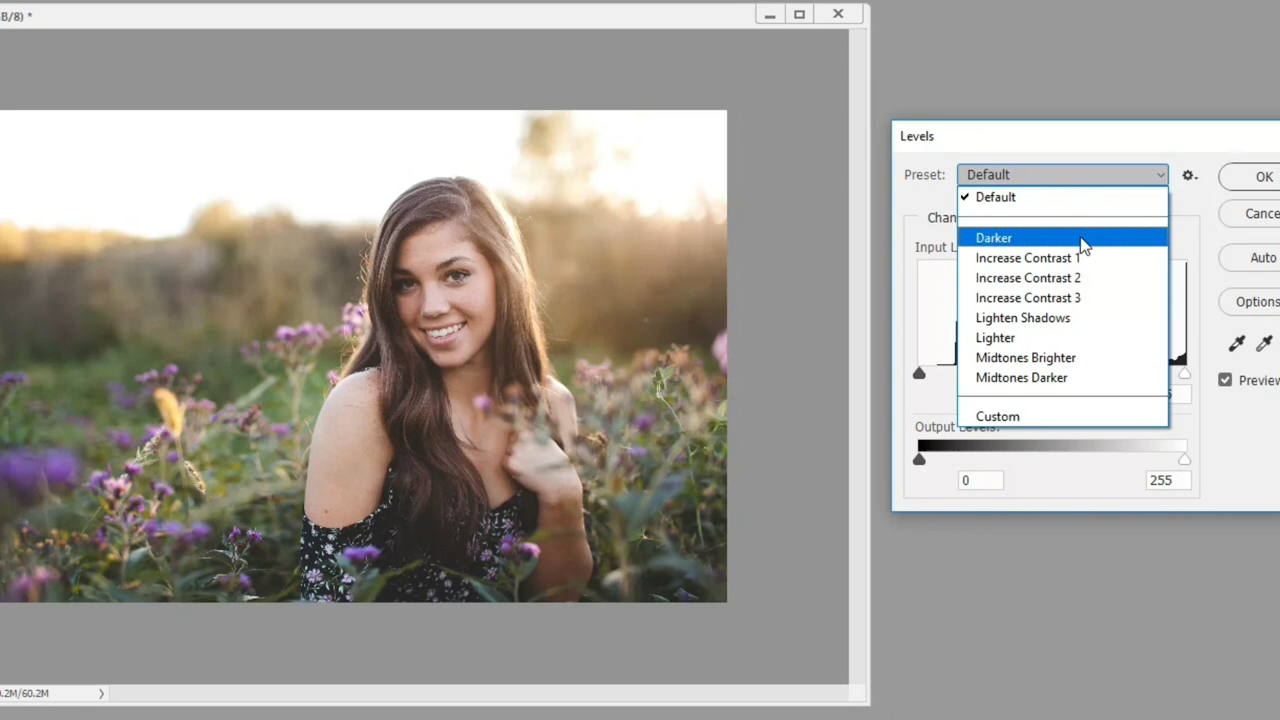 B/8) *
Levels
Preset: Default
OK
Default
Chan
Cance
Darker
Input L
Increase Contrast 1
Auto
Increase Contrast 2
Increase Contrast 3
Options
Lighten Shadows
Lighter
Midtones Brighter
Midtones Darker
Preview
Custom
Output Levels:
0
255
0.2M/60.2M